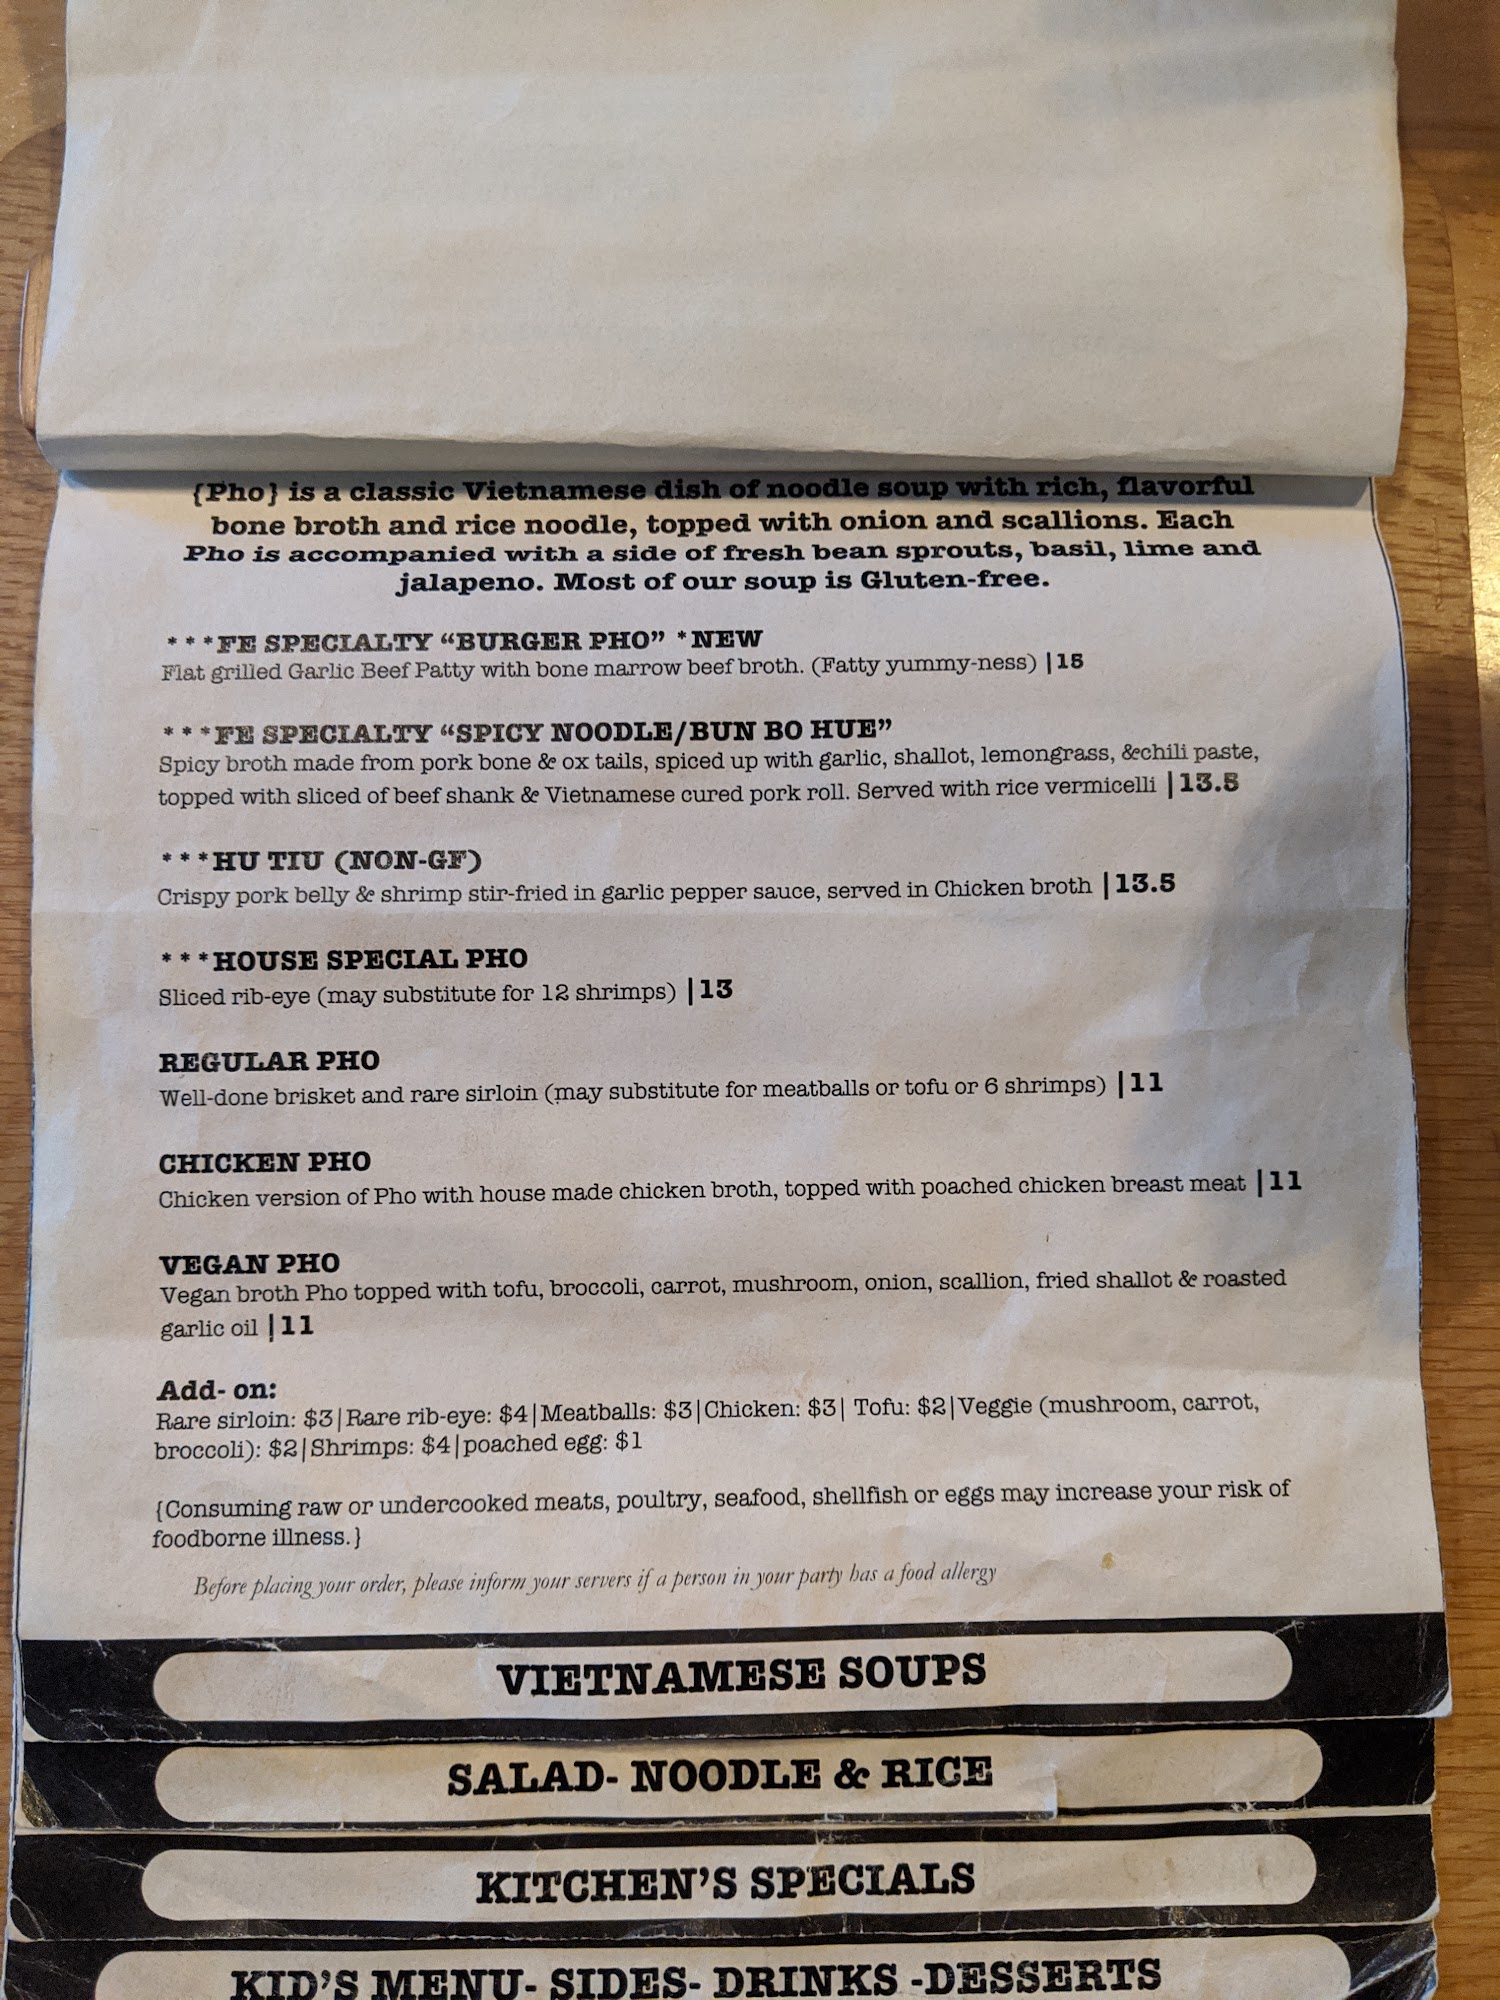 {Pho} is a classic Vietnamese dish of noodle soup with rich, flavorful
bone broth and rice noodle, topped with onion and scallions. Each
Pho is accompanied with a side of fresh bean sprouts, basil, lime and
jalapeno. Most of our soup is Gluten-free.
***FE SPECIALTY “BURGER PHO” *NEW
Flat grilled Garlic Beef Patty with bone marrow beef broth. (Fatty yummy-ness) |15
***FE SPECIALTY “SPICY NOODLE/BUN BO HUE”
Spicy broth made from pork bone & ox tails, spiced up with garlic, shallot, lemongrass, &chili paste,
topped with sliced of beef shank & Vietnamese cured pork roll. Served with rice vermicelli |13.5
***HU TIU (NON-GF)
Crispy pork belly & shrimp stir-fried in garlic pepper sauce, served in Chicken broth |13.5
***HOUSE SPECIAL PHO
Sliced rib-eye (may substitute for 12 shrimps) |13
REGULAR PHO
Well-done brisket and rare sirloin (may substitute for meatballs or tofu or 6 shrimps) |11
CHICKEN PHO
Chicken version of Pho with house made chicken broth, topped with poached chicken breast meat |11
VEGAN PHO
Vegan broth Pho topped with tofu, broccoli, carrot, mushroom, onion, scallion, fried shallot & roasted
garlic oil |11
Add- on:
Rare sirloin: $3|Rare rib-eye: $4|Meatballs: $3|Chicken: $3| Tofu: $2|Veggie (mushroom, carrot,
broccoli): $2|Shrimps: $4|poached egg: $1
{Consuming raw or undercooked meats, poultry, seafood, shellfish or eggs may increase your risk of
foodborne illness.}
Before placing your order, please inform your servers if a person in your party has a food allergy
VIETNAMESE SOUPS
SALAD- NOODLE & RICE
KITCHEN’S SPECIALS
KID’S MENU- SIDES- DRINKS -DESSERTS